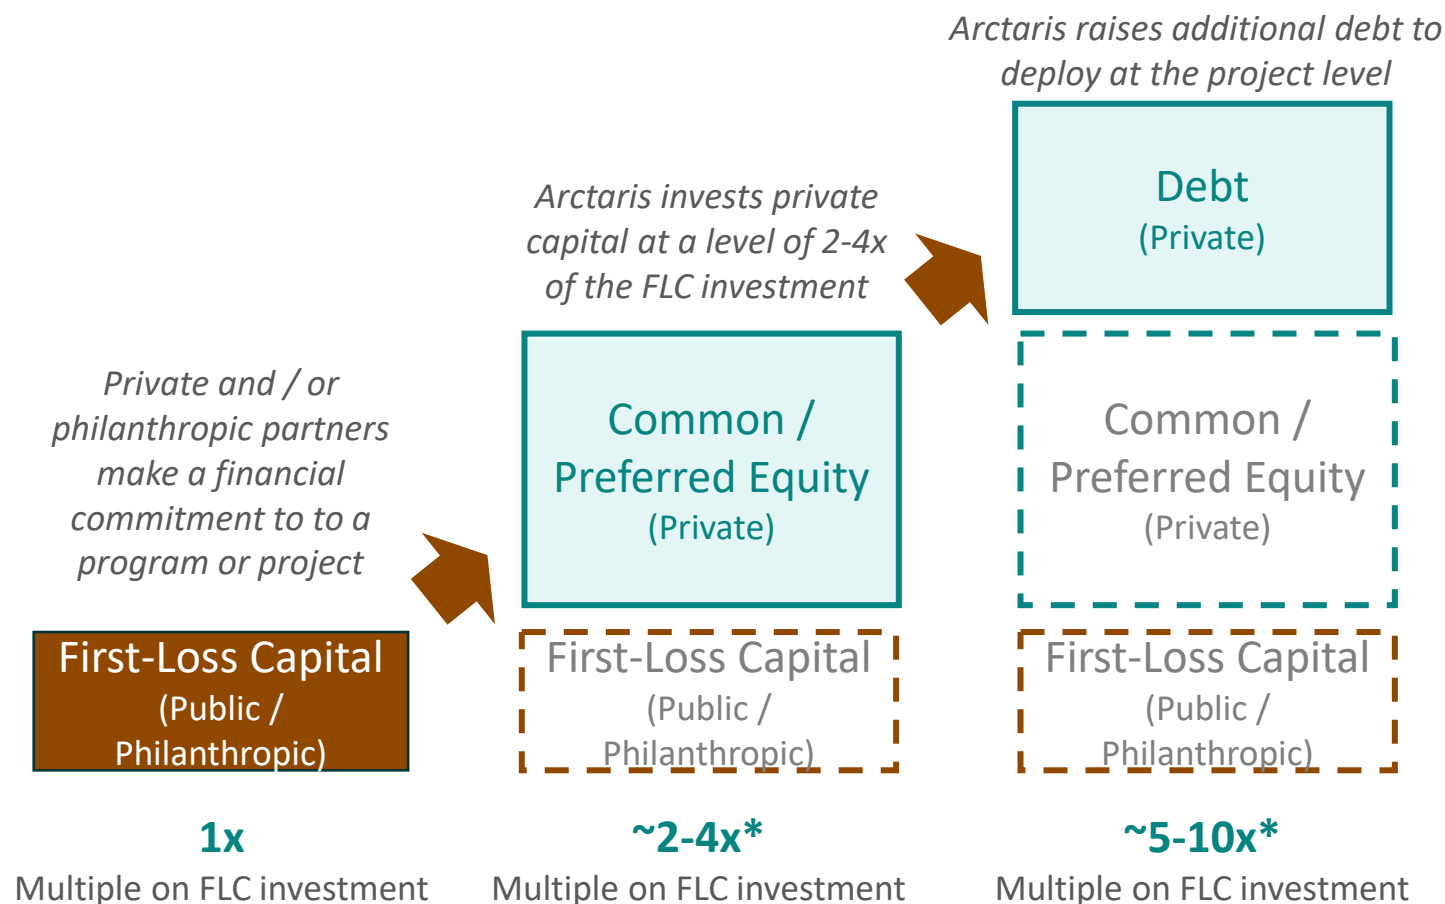 Arctaris raises additional debt to
deploy at the project level
Debt
(Private)
Arctaris invests private
capital at a level of 2-4x
of the FLC investment
Common /
Preferred Equity
(Private)
Common /
Preferred Equity
(Private)
Private and / or
philanthropic partners
make a financial
commitment to to a
program or project
First-Loss Capital
(Public /
Philanthropic)
First-Loss Capital
(Public /
Philanthropic)
First-Loss Capital
(Public /
Philanthropic)
1x
Multiple on FLC investment
~2-4x*
Multiple on FLC investment
~5-10x*
Multiple on FLC investment